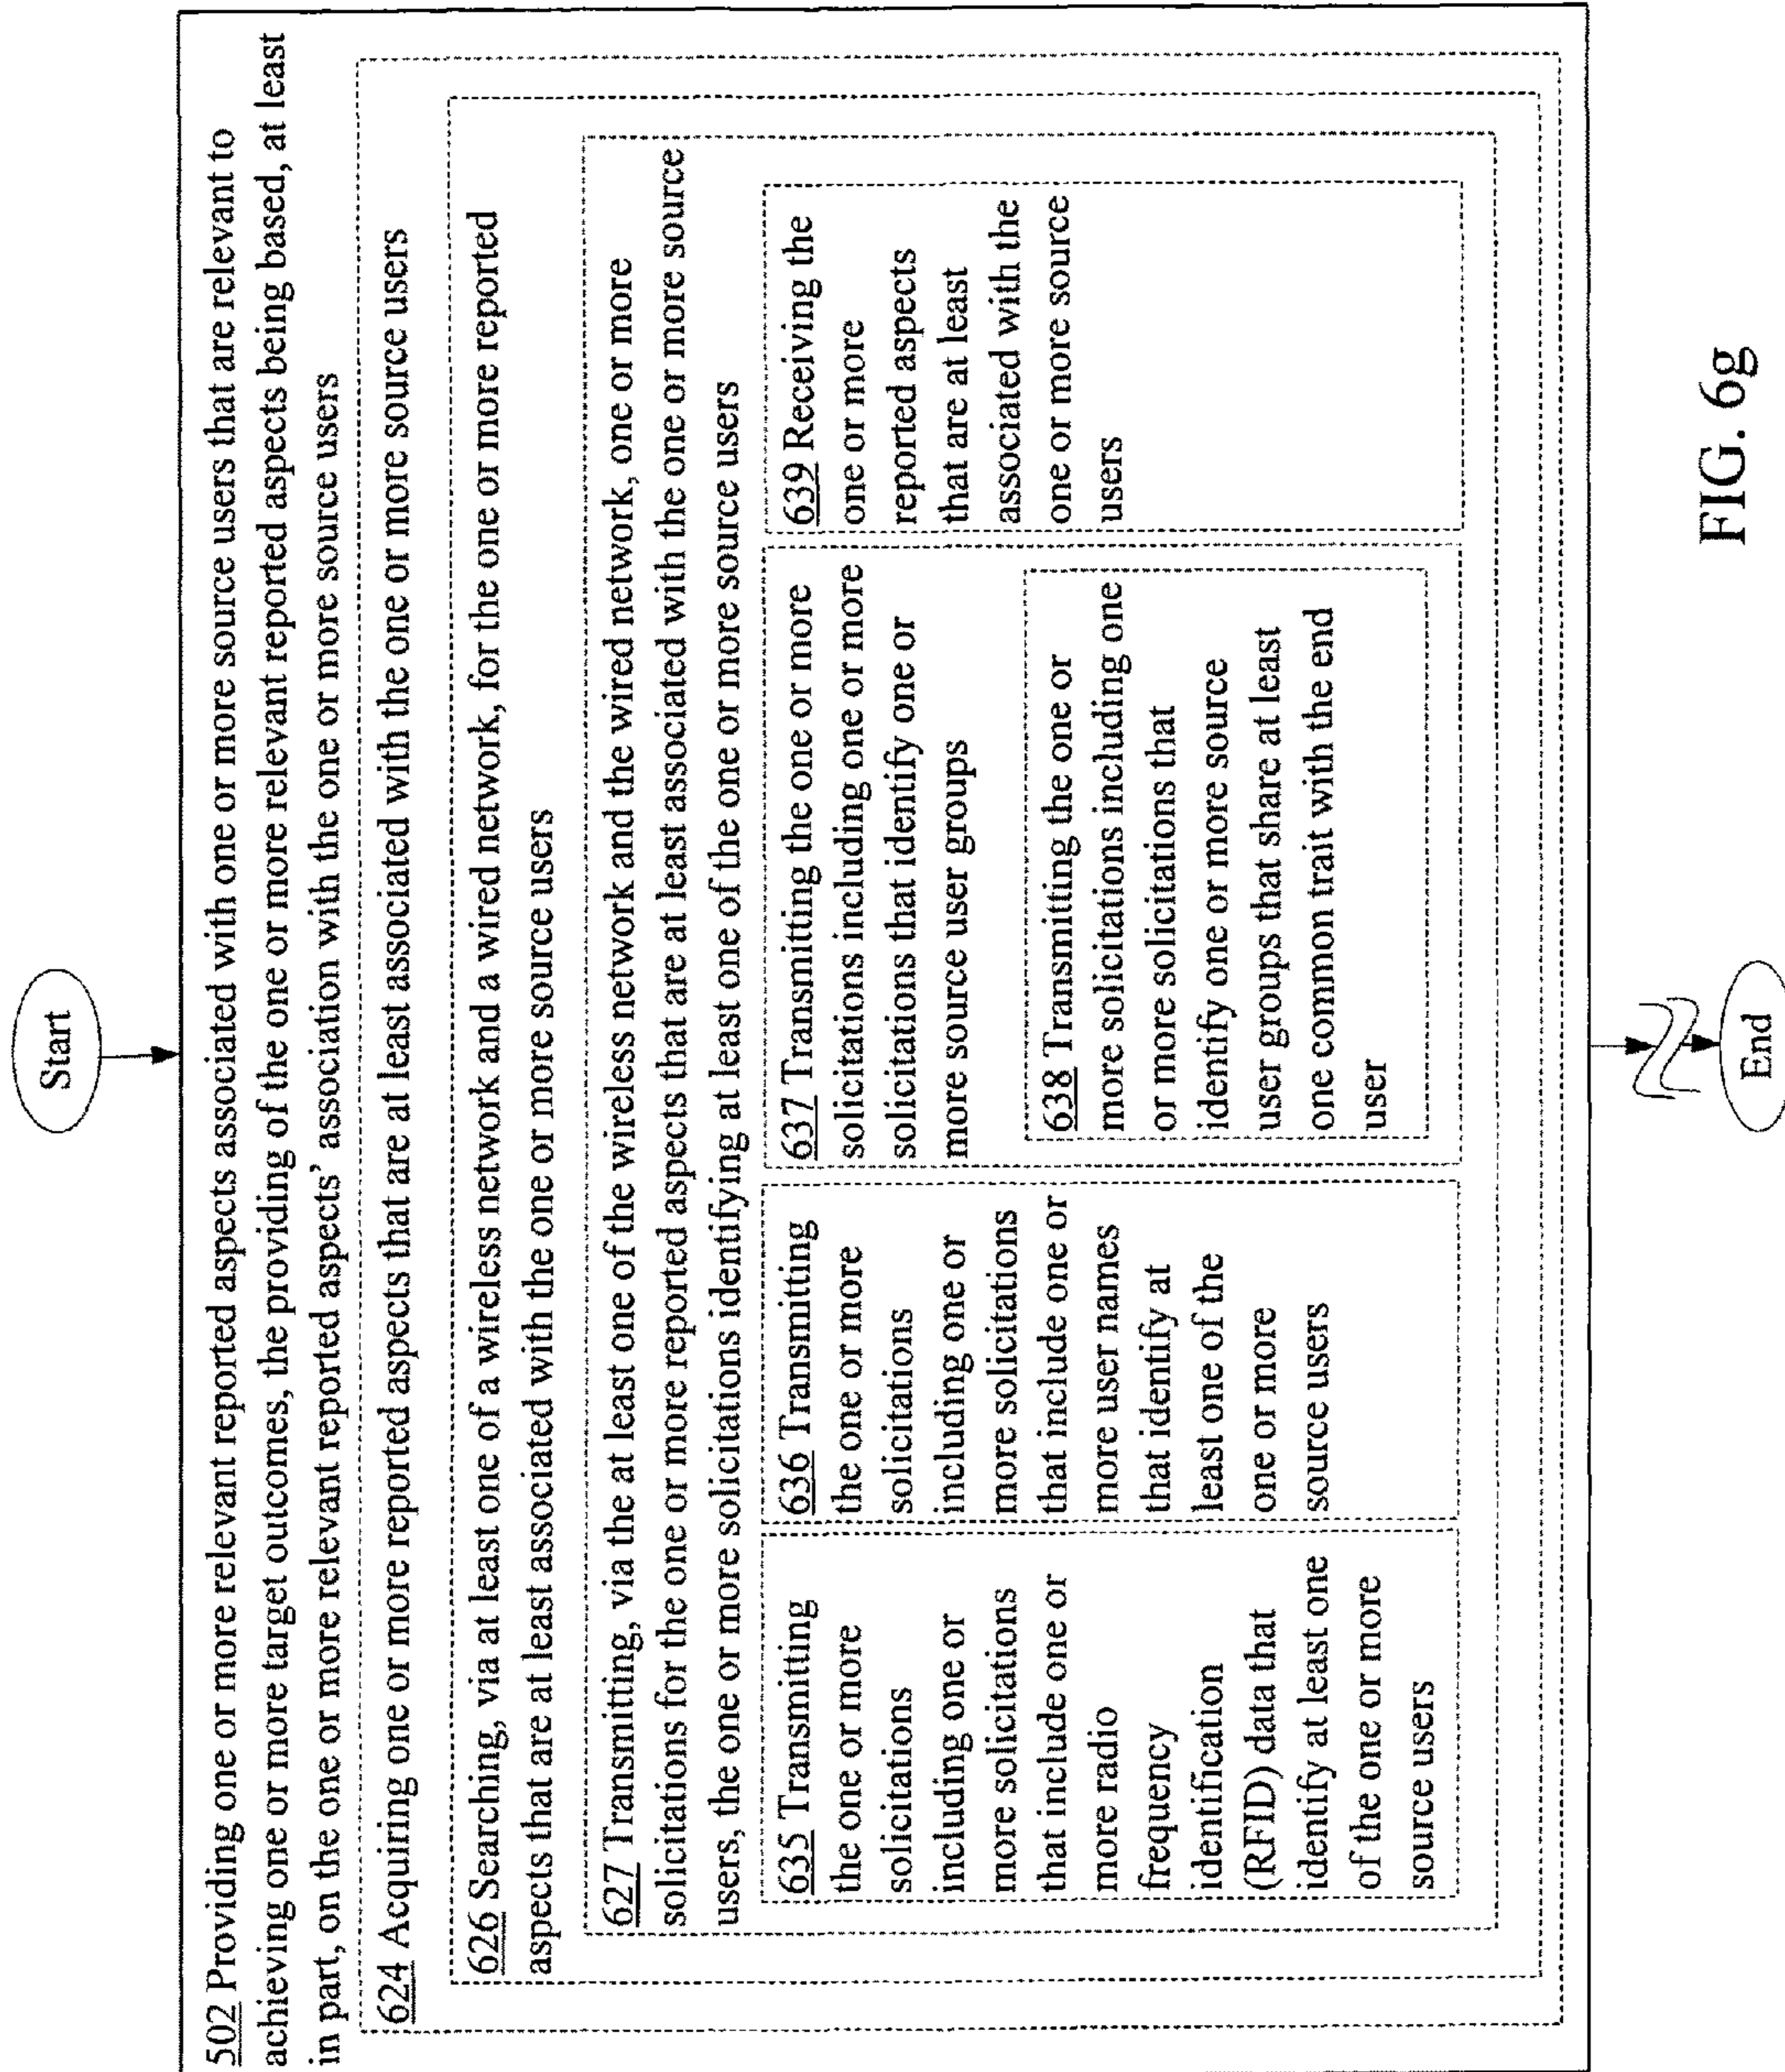 Start
502 Providing one or more relevant reported aspects associated with one or more source users that are relevant to
achieving one or more target outcomes, the providing of the one or more relevant reported aspects being based, at least
in part, on the one or more relevant reported aspects’ association with the one or more source users
624 Acquiring one or more reported aspects that are at least associated with the one or more source users
626 Searching, via at least one of a wireless network and a wired network, for the one or more reported
aspects that are at least associated with the one or more source users
627 Transmitting, via the at least one of the wireless network and the wired network, one or more
solicitations for the one or more reported aspects that are at least associated with the one or more source
users, the one or more solicitations identifying at least one of the one or more source users
635 Transmitting
the one or more
solicitations
including one or
more solicitations
that include one or
more radio
frequency
identification
(RFID) data that
identify at least one
of the one or more
source users
636 Transmitting
the one or more
solicitations
including one or
more solicitations
that include one or
more user names
that identify at
least one of the
one or more
source users
637 Transmitting the one or more
solicitations including one or more
solicitations that identify one or
more source user groups
638 Transmitting the one or
more solicitations including one
or more solicitations that
identify one or more source
user groups that share at least
one common trait with the end
user
639 Receiving the
one or more
reported aspects
that are at least
associated with the
one or more source
users
End
FIG. 6g